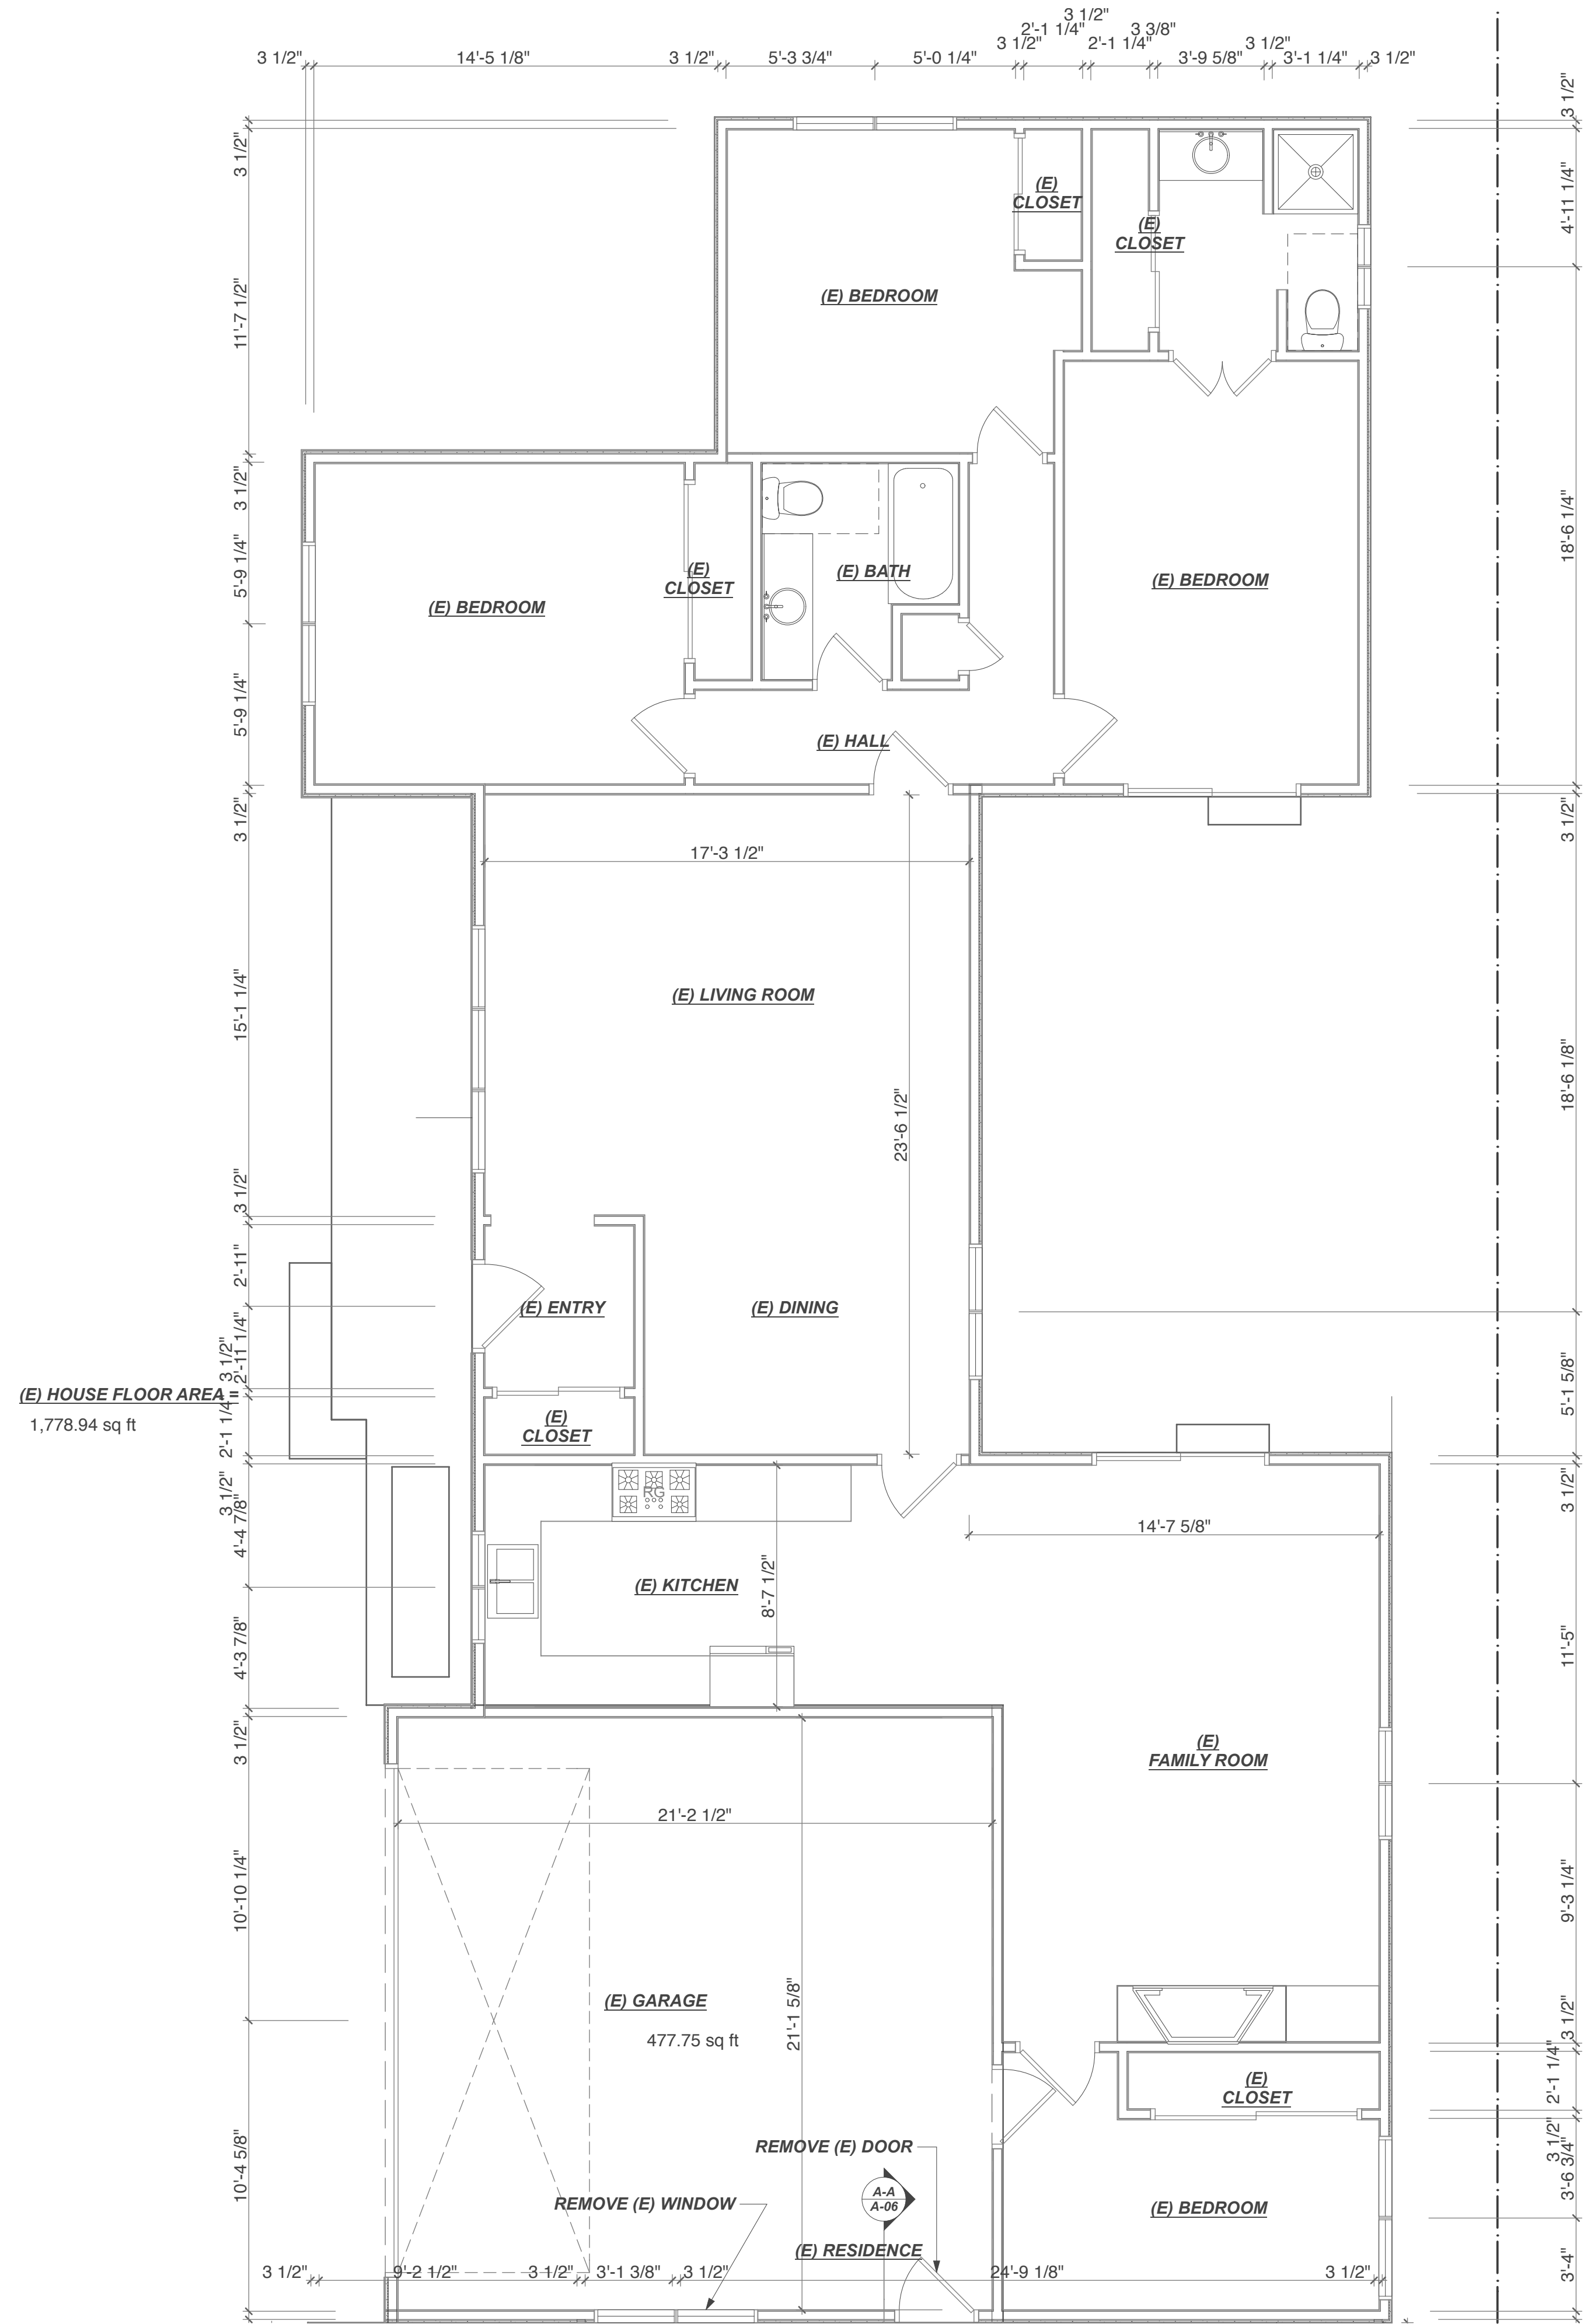 3 1/2"
2'-1 1/4" 3 3/8"
3 1/2" 2'-1 1/4" 3 1/2"
3 1/2" 14'-5 1/8" 3 1/2" 5'-3 3/4" 5'-0 1/4" 3'-9 5/8" 3'-1 1/4" 3 1/2"
3 1/2"
3 1/2"
4'-11 1/4"
(E)
CLOSET
(E)
CLOSET
(E) BEDROOM
11'-7 1/2"
3 1/2"
18'-6 1/4"
5'-9 1/4"
(E)
CLOSET
(E) BATH
(E) BEDROOM
(E) BEDROOM
5'-9 1/4"
(E) HALL
3 1/2"
3 1/2"
17'-3 1/2"
15'-1 1/4"
(E) LIVING ROOM
18'-6 1/8"
23'-6 1/2"
3 1/2"
2'-11"
(E) ENTRY
(E) DINING
2'-11 1/4"
3 1/2"
5'-1 5/8"
(E) HOUSE FLOOR AREA =
1,778.94 sq ft
2'-1 1/4"
(E)
CLOSET
3 1/2"
3 1/2"
RG
4'-4 7/8"
14'-7 5/8"
(E) KITCHEN
8'-7 1/2"
4'-3 7/8"
11'-5"
3 1/2"
(E)
FAMILY ROOM
21'-2 1/2"
10'-10 1/4"
9'-3 1/4"
(E) GARAGE
477.75 sq ft
21'-1 5/8"
3 1/2"
2'-1 1/4"
(E)
CLOSET
10'-4 5/8"
REMOVE (E) DOOR
3 1/2"
3'-6 3/4"
A-A
A-06
REMOVE (E) WINDOW
(E) BEDROOM
(E) RESIDENCE
3'-4"
3 1/2" 9'-2 1/2" 3 1/2" 3'-1 3/8" 3 1/2" 24'-9 1/8" 3 1/2"